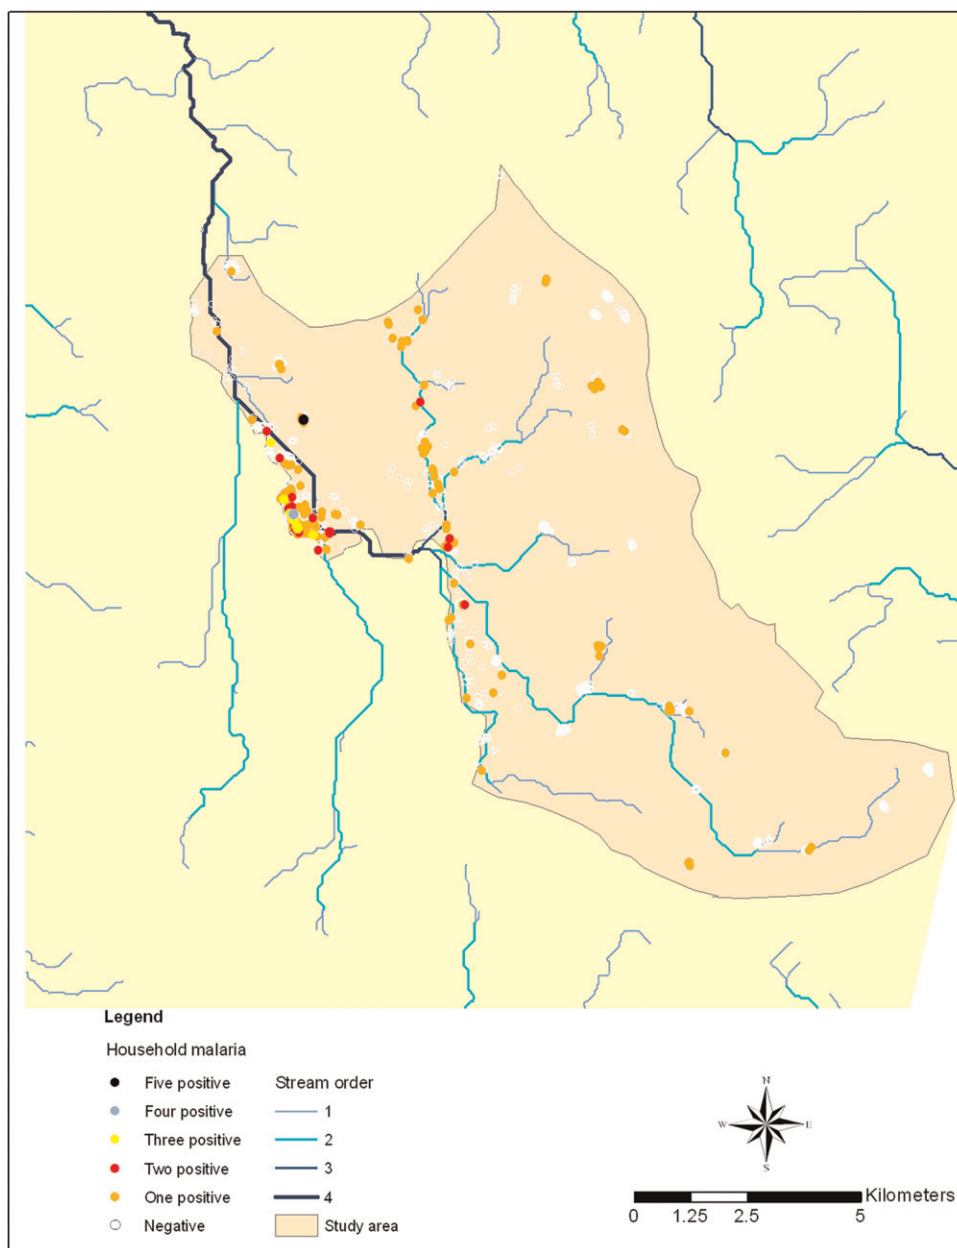 Legend
Household malaria
Five positive
Four positive
Three positive
Two positive
One positive
Negative
Stream order
1
2
3
4
Study area
N
W E
S
Kilometers
0 1.25 2.5 5